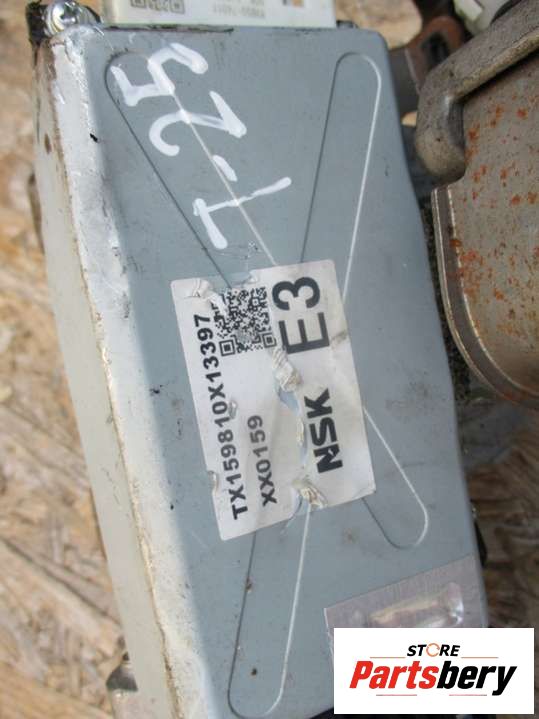 T-25
E3
NSK
TX159810X13397
XX0159
STORE
Partsbery